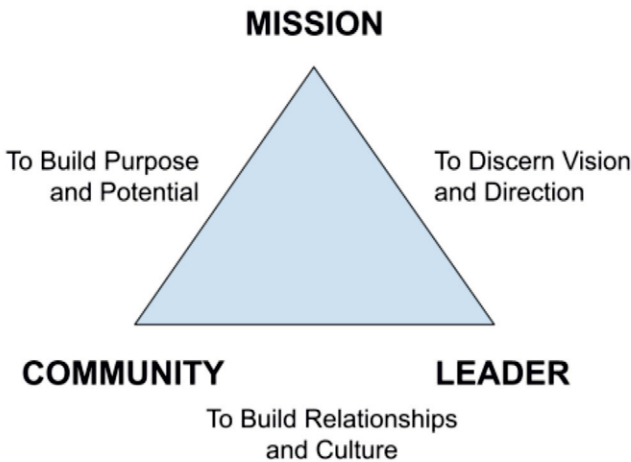 MISSION
To Build Purpose
and Potential
To Discern Vision
and Direction
COMMUNITY
LEADER
To Build Relationships
and Culture